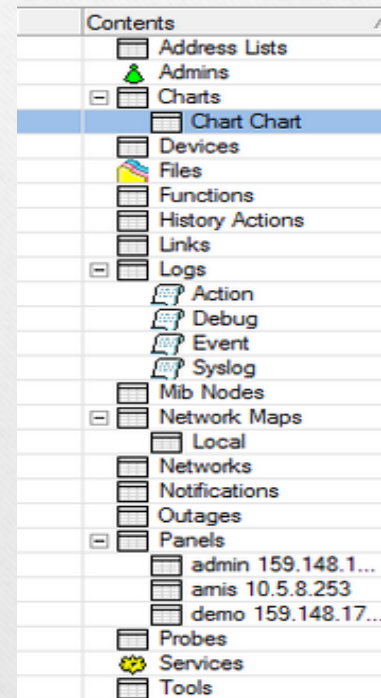 Contents
Address Lists
Admins
Charts
Chart Chart
Devices
Files
Functions
History Actions
Links
Logs
Action
Debug
Event
Syslog
Mib Nodes
Network Maps
Local
Networks
Notifications
Outages
Panels
admin 159.148.1...
amis 10.5.8.253
demo 159.148.17...
Probes
Services
Tools